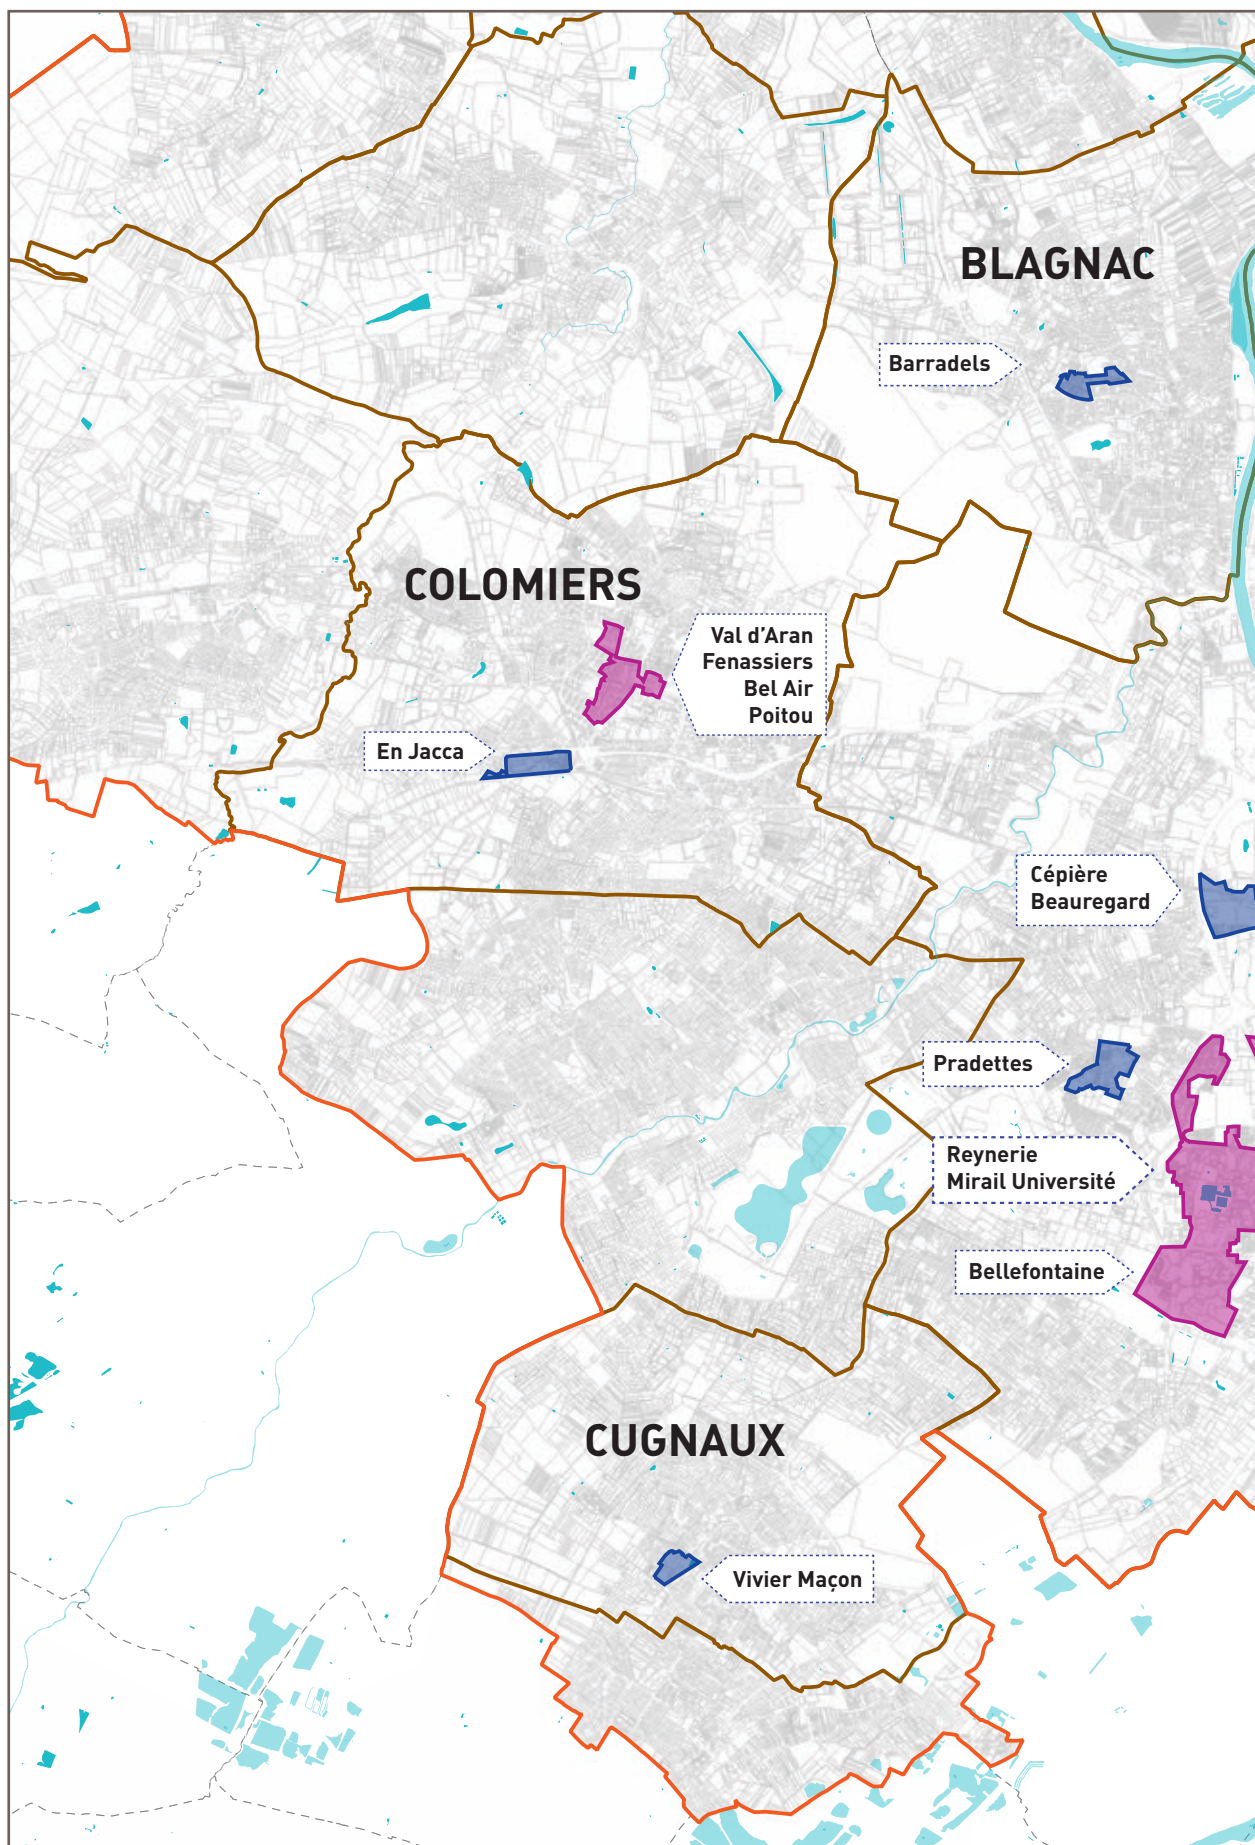 BLAGNAC
Barradels
COLOMIERS
Val d’Aran
Fenassiers
Bel Air
Poitou
En Jacca
Cépière
Beauregard
Pradettes
Reynerie
Mirail Université
Bellefontaine
CUGNAUX
Vivier Maçon